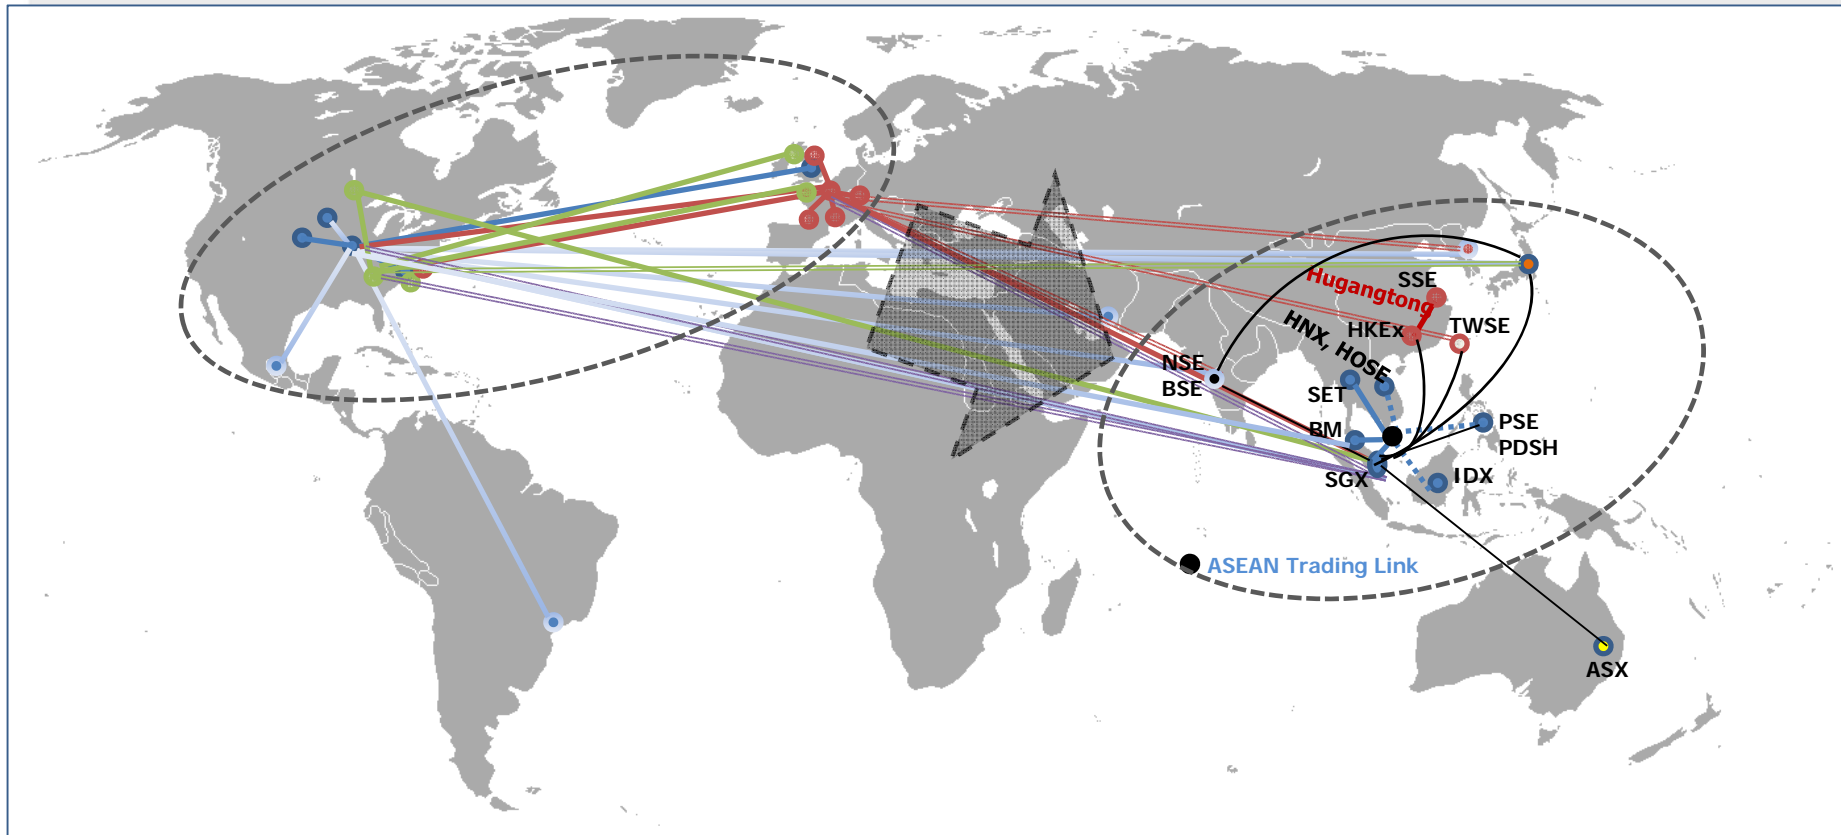 SSE
Hugangtong
HKEx
TWSE
HNX, HOSE
NSE
BSE
SET
BM
PSE
PDSH
SGX
IDX
ASEAN Trading Link
ASX